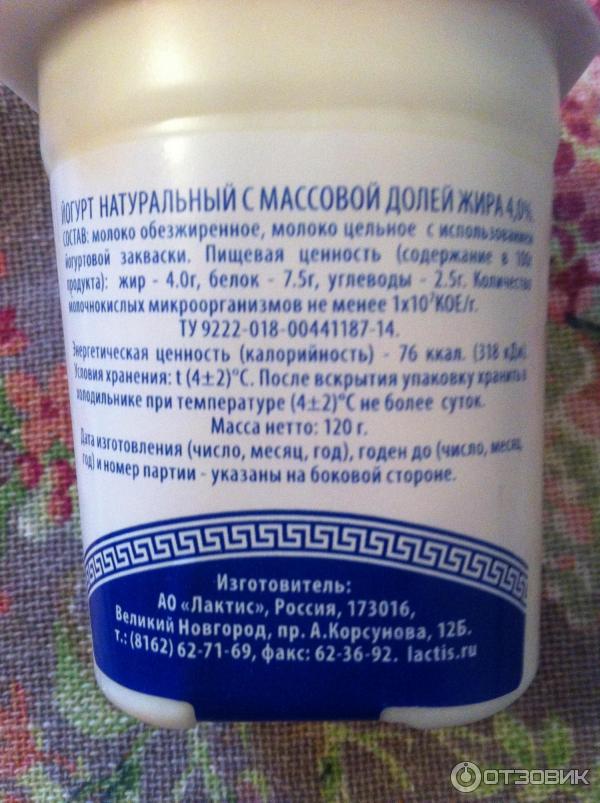 ЙОГУРТ НАТУРАЛЬНЫЙ С МАССОВОЙ ДОЛЕЙ ЖИРА 4,0%.
СОСТАВ: молоко обезжиренное, молоко цельное с использованием
йогуртовой закваски. Пищевая ценность (содержание в 100г
продукта): жир - 4.0г, белок - 7.5г, углеводы - 2.5г. Количество
молочнокислых микроорганизмов не менее 1x10⁷КОЕ/г.
ТУ 9222-018-00441187-14.
Энергетическая ценность (калорийность) - 76 ккал. (318 кДж).
Условия хранения: t (4±2)°C. После вскрытия упаковку хранить в
холодильнике при температуре (4±2)°C не более суток.
Масса нетто: 120 г.
Дата изготовления (число, месяц, год), годен до (число, месяц,
год) и номер партии - указаны на боковой стороне.
Изготовитель:
АО «Лактис», Россия, 173016,
Великий Новгород, пр. А.Корсунова, 12Б.
т.: (8162) 62-71-69, факс: 62-36-92. lactis.ru
ОТЗОВИК